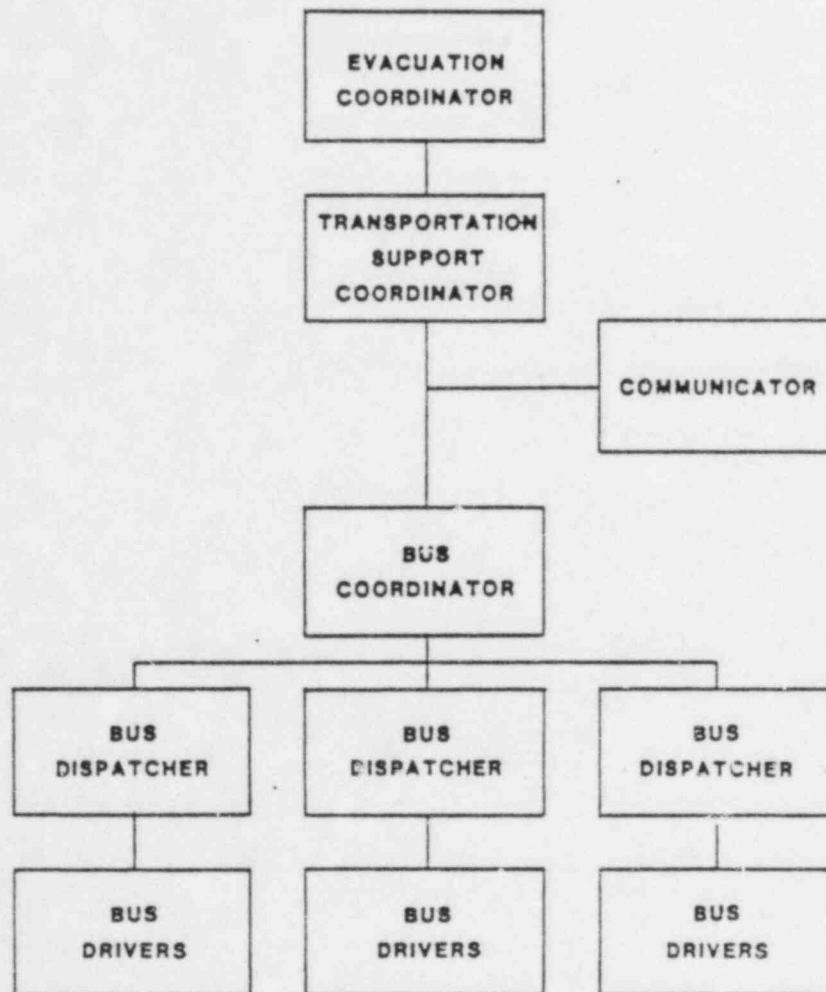 EVACUATION
COORDINATOR
TRANSPORTATION
SUPPORT
COORDINATOR
COMMUNICATOR
BUS
COORDINATOR
BUS
DISPATCHER
BUS
DISPATCHER
BUS
DISPATCHER
BUS
DRIVERS
BUS
DRIVERS
BUS
DRIVERS